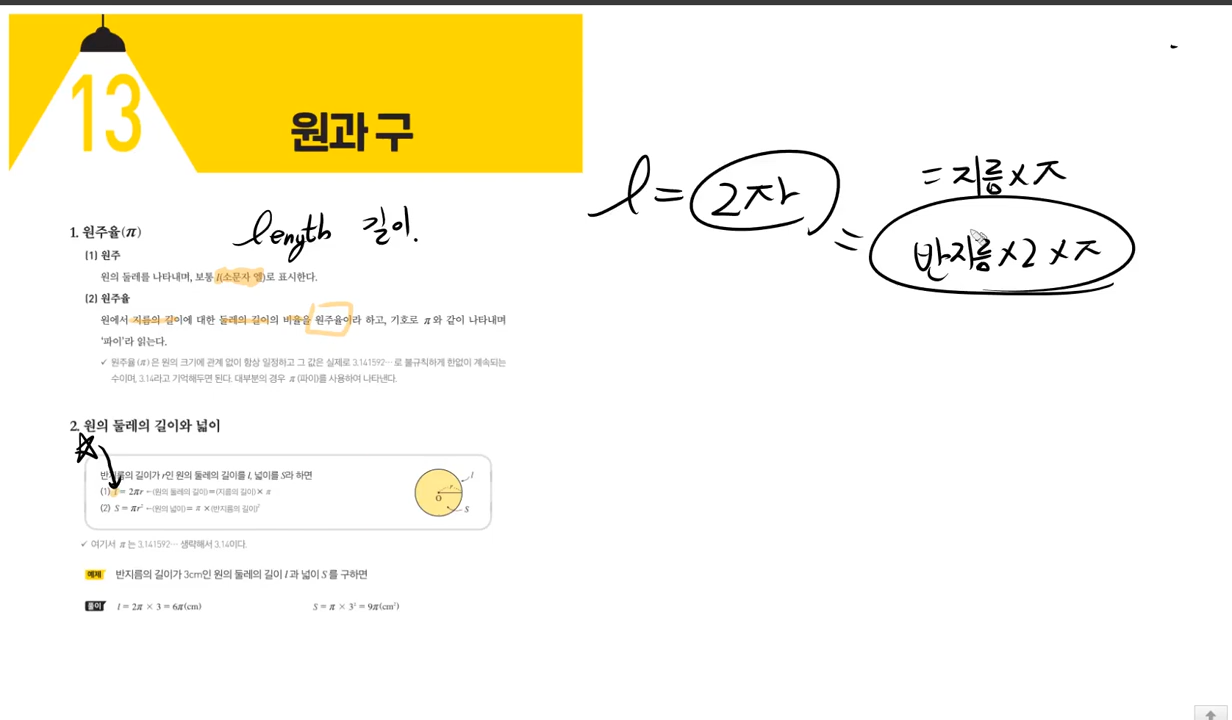 13
원과 구
1. 원주율(π)
length 길이.
(1) 원주
원의 둘레를 나타내며, 보통 l(소문자 엘)로 표시한다.
(2) 원주율
원에서 지름의 길이에 대한 둘레의 길이의 비율을 원주율이라 하고, 기호로 π와 같이 나타내며
'파이'라 읽는다.
✓ 원주율(π)은 원의 크기에 관계 없이 항상 일정하고 그 값은 실제로 3.141592…로 불규칙하게 한없이 계속되는
수이며, 3.14라고 기억해두면 된다. 대부분의 경우 π(파이)를 사용하여 나타낸다.
2. 원의 둘레의 길이와 넓이
반지름의 길이가 r인 원의 둘레의 길이를 l, 넓이를 S라 하면
(1) l = 2πr ←(원의 둘레의 길이)=(지름의 길이)×π
(2) S = πr² ←(원의 넓이)= π×(반지름의 길이)²
l
r
O
S
✓ 여기서 π는 3.141592… 생략해서 3.14이다.
예제 반지름의 길이가 3cm인 원의 둘레의 길이 l과 넓이 S를 구하면
풀이 l = 2π × 3 = 6π(cm) S = π × 3² = 9π(cm²)
l = 2πr
= 지름 × π
= 반지름 × 2 × π